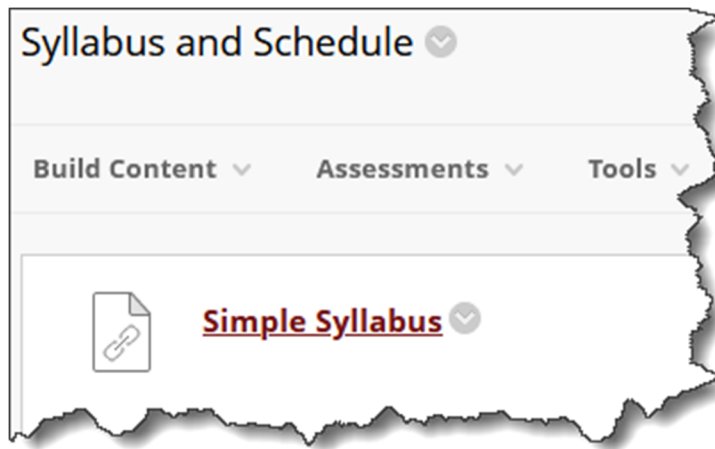 Syllabus and Schedule
Build Content Assessments Tools
Simple Syllabus